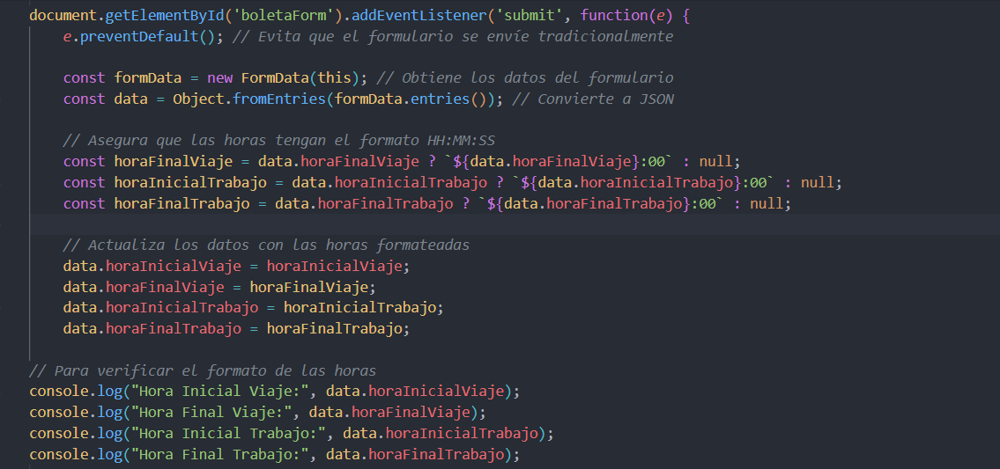 document.getElementById('boletaForm').addEventListener('submit', function(e) {
    e.preventDefault(); // Evita que el formulario se envíe tradicionalmente

    const formData = new FormData(this); // Obtiene los datos del formulario
    const data = Object.fromEntries(formData.entries()); // Convierte a JSON

    // Asegura que las horas tengan el formato HH:MM:SS
    const horaFinalViaje = data.horaFinalViaje ? `${data.horaFinalViaje}:00` : null;
    const horaInicialTrabajo = data.horaInicialTrabajo ? `${data.horaInicialTrabajo}:00` : null;
    const horaFinalTrabajo = data.horaFinalTrabajo ? `${data.horaFinalTrabajo}:00` : null;

    // Actualiza los datos con las horas formateadas
    data.horaInicialViaje = horaInicialViaje;
    data.horaFinalViaje = horaFinalViaje;
    data.horaInicialTrabajo = horaInicialTrabajo;
    data.horaFinalTrabajo = horaFinalTrabajo;

// Para verificar el formato de las horas
console.log("Hora Inicial Viaje:", data.horaInicialViaje);
console.log("Hora Final Viaje:", data.horaFinalViaje);
console.log("Hora Inicial Trabajo:", data.horaInicialTrabajo);
console.log("Hora Final Trabajo:", data.horaFinalTrabajo);